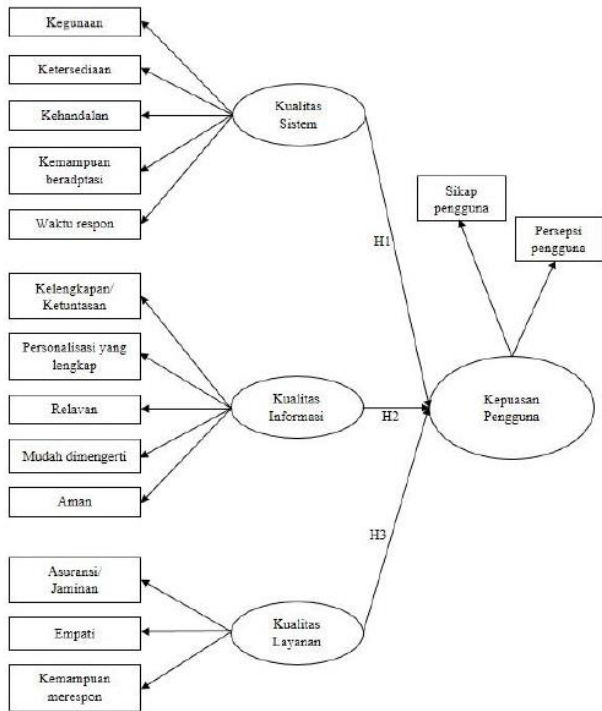 Kegunaan
Ketersediaan
Kehandalan
Kemampuan
beradptasi
Waktu respon
Kualitas
Sistem
Sikap
pengguna
Persepsi
pengguna
H1
Kelengkapan/
Ketuntasan
Personalisasi yang
lengkap
Relavan
Mudah dimengerti
Aman
Kualitas
Informasi
H2
Kepuasan
Pengguna
H3
Asuransi/
Jaminan
Empati
Kemampuan
merespon
Kualitas
Layanan